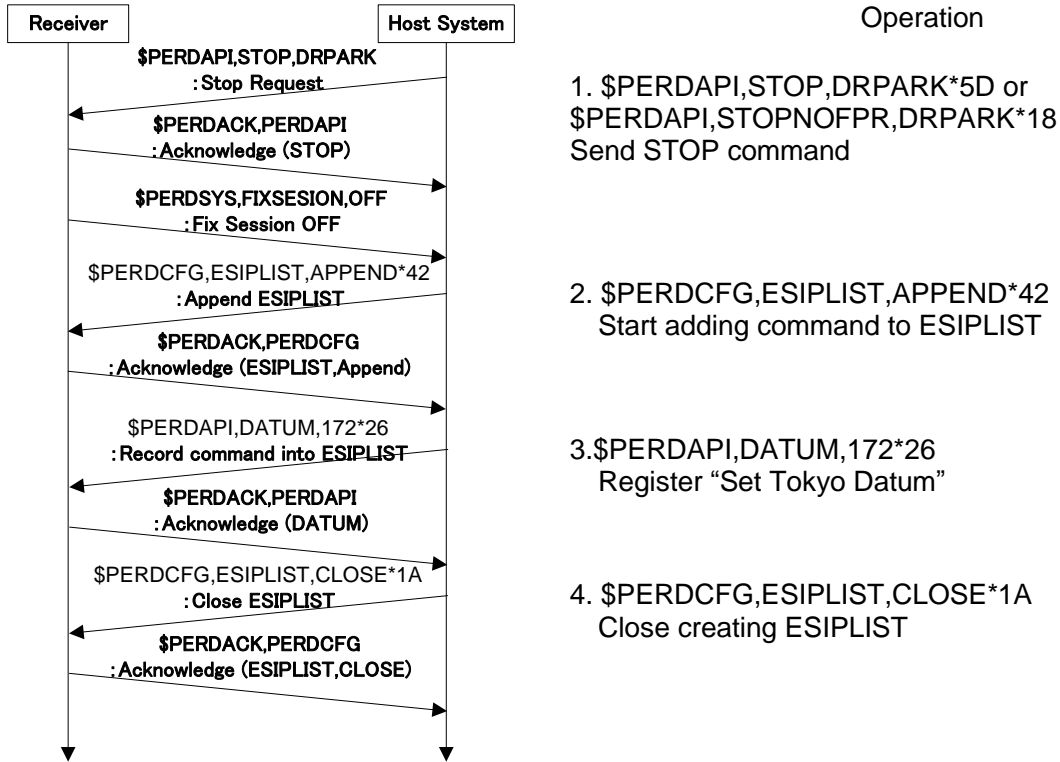 Receiver
Host System
$PERDAPI,STOP,DRPARK
:Stop Request
$PERDACK,PERDAPI
:Acknowledge (STOP)
$PERDSYS,FIXSESION,OFF
:Fix Session OFF
$PERDCFG,ESIPLIST,APPEND*42
:Append ESIPLIST
$PERDACK,PERDCFG
:Acknowledge (ESIPLIST,Append)
$PERDAPI,DATUM,172*26
:Record command into ESIPLIST
$PERDACK,PERDAPI
:Acknowledge (DATUM)
$PERDCFG,ESIPLIST,CLOSE*1A
:Close ESIPLIST
$PERDACK,PERDCFG
:Acknowledge (ESIPLIST,CLOSE)
Operation
1. $PERDAPI,STOP,DRPARK*5D or
$PERDAPI,STOPNOFPR,DRPARK*18
Send STOP command
2. $PERDCFG,ESIPLIST,APPEND*42
Start adding command to ESIPLIST
3.$PERDAPI,DATUM,172*26
Register “Set Tokyo Datum”
4. $PERDCFG,ESIPLIST,CLOSE*1A
Close creating ESIPLIST